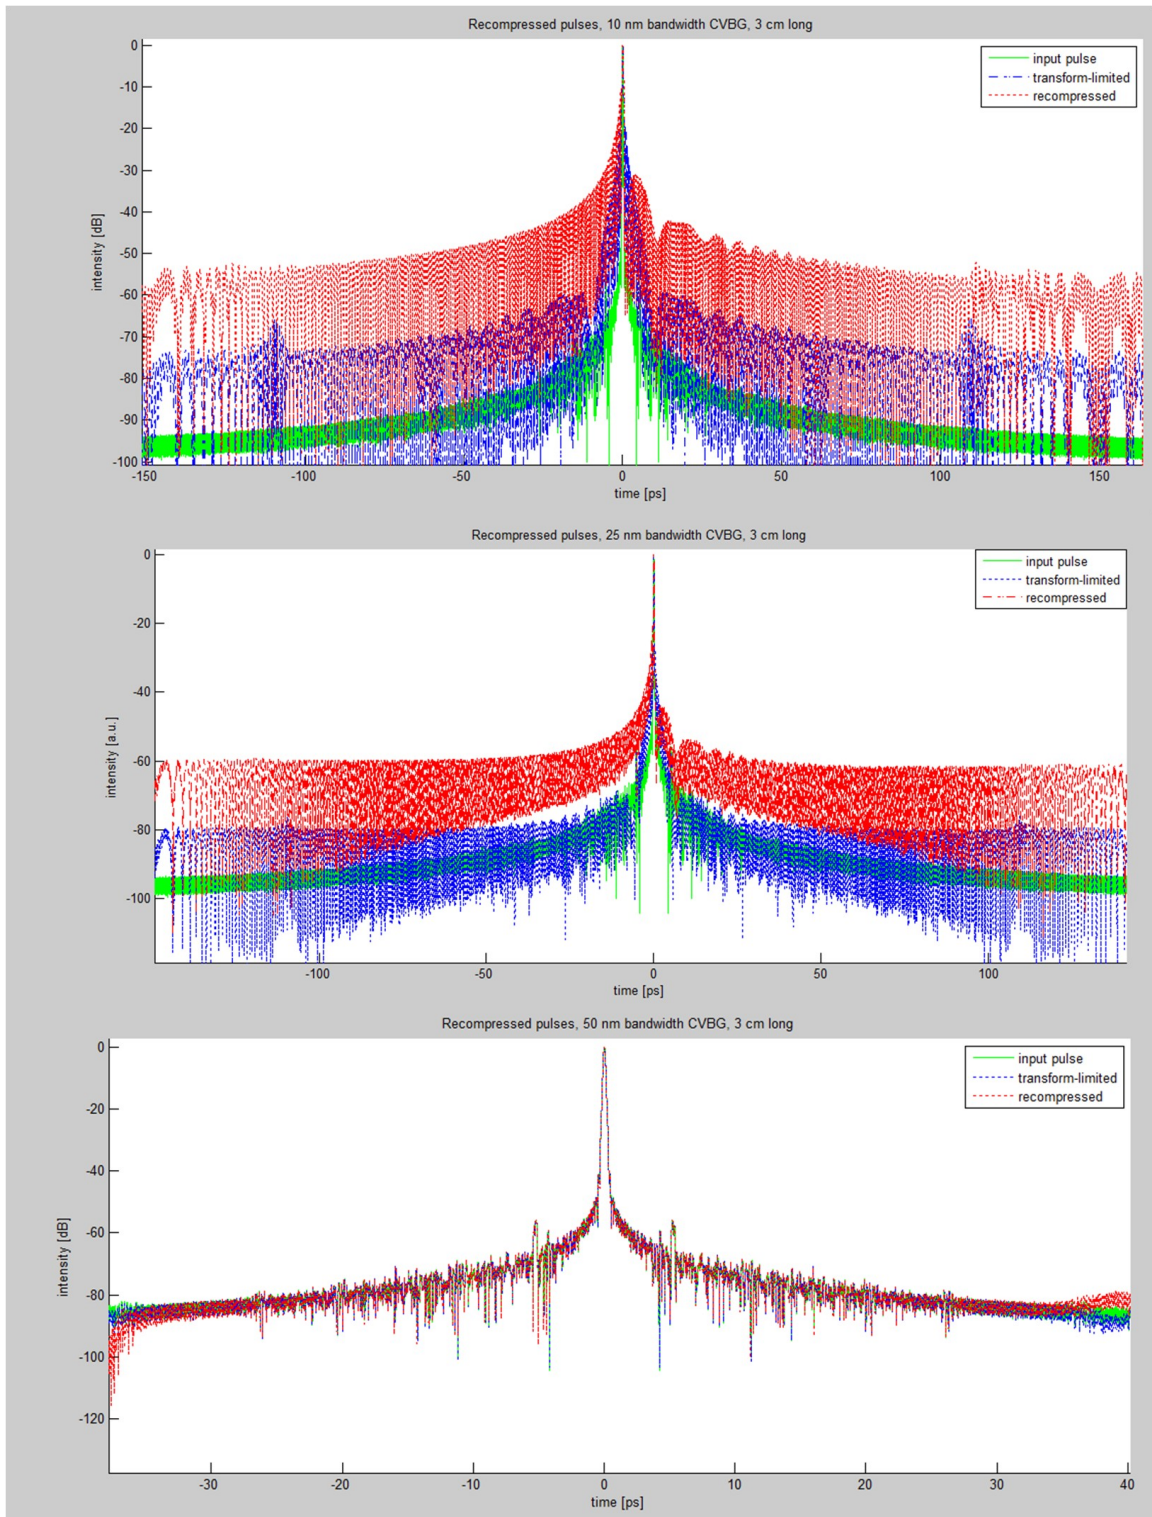 Recompressed pulses, 10 nm bandwidth CVBG, 3 cm long
input pulse
transform-limited
recompressed
0
-10
-20
-30
-40
-50
-60
-70
-80
-90
-100
intensity [dB]
-150 -100 -50 0 50 100 150
time [ps]
Recompressed pulses, 25 nm bandwidth CVBG, 3 cm long
input pulse
transform-limited
recompressed
0
-20
-40
-60
-80
-100
intensity [a.u.]
-100 -50 0 50 100
time [ps]
Recompressed pulses, 50 nm bandwidth CVBG, 3 cm long
input pulse
transform-limited
recompressed
0
-20
-40
-60
-80
-100
-120
intensity [dB]
-30 -20 -10 0 10 20 30 40
time [ps]